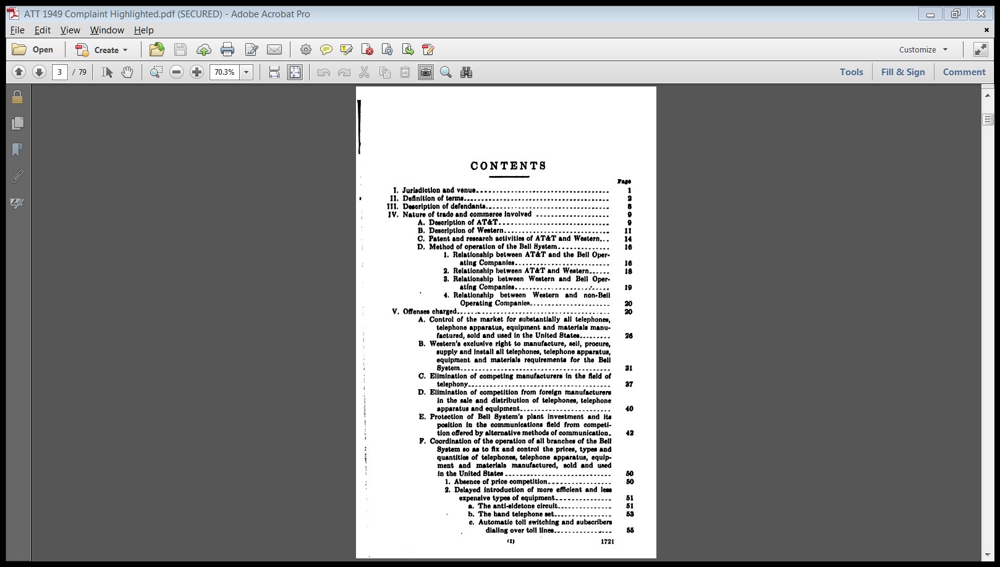 ATT 1949 Complaint Highlighted.pdf (SECURED) - Adobe Acrobat Pro
File Edit View Window Help
Open Create Customize
3 / 79 70.3% Tools Fill & Sign Comment
CONTENTS
Page
I. Jurisdiction and venue 1
II. Definition of terms 2
III. Description of defendants 8
IV. Nature of trade and commerce involved 9
A. Description of AT&T 9
B. Description of Western 11
C. Patent and research activities of AT&T and Western 14
D. Method of operation of the Bell System 16
1. Relationship between AT&T and the Bell Oper-
ating Companies 16
2. Relationship between AT&T and Western 18
3. Relationship between Western and Bell Oper-
ating Companies 19
4. Relationship between Western and non-Bell
Operating Companies 20
V. Offenses charged 20
A. Control of the market for substantially all telephones,
telephone apparatus, equipment and materials manu-
factured, sold and used in the United States 26
B. Western's exclusive right to manufacture, sell, procure,
supply and install all telephones, telephone apparatus,
equipment and materials requirements for the Bell
System 31
C. Elimination of competing manufacturers in the field of
telephony 37
D. Elimination of competition from foreign manufacturers
in the sale and distribution of telephones, telephone
apparatus and equipment 40
E. Protection of Bell System's plant investment and its
position in the communications field from competi-
tion offered by alternative methods of communication 42
F. Coordination of the operation of all branches of the Bell
System so as to fix and control the prices, types and
quantities of telephones, telephone apparatus, equip-
ment and materials manufactured, sold and used
in the United States 50
1. Absence of price competition 50
2. Delayed introduction of more efficient and less
expensive types of equipment 51
a. The anti-sidetone circuit 51
b. The hand telephone set 53
c. Automatic toll switching and subscribers
dialing over toll lines 55
(I) 1721